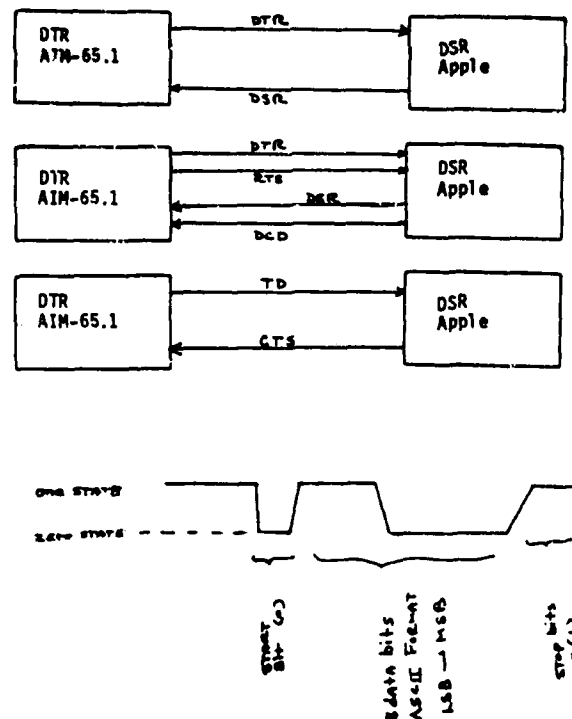 DTR
AIM-65.1
DTR
DSR
Apple
DSR
DTR
AIM-65.1
DTR
RTS
DSR
DCD
DSR
Apple
DTR
AIM-65.1
TD
CTS
DSR
Apple
ONE STATE
ZERO STATE
START
Bit (0)
8 data bits
ASCII FORMAT
LSB → MSB
Stop bits